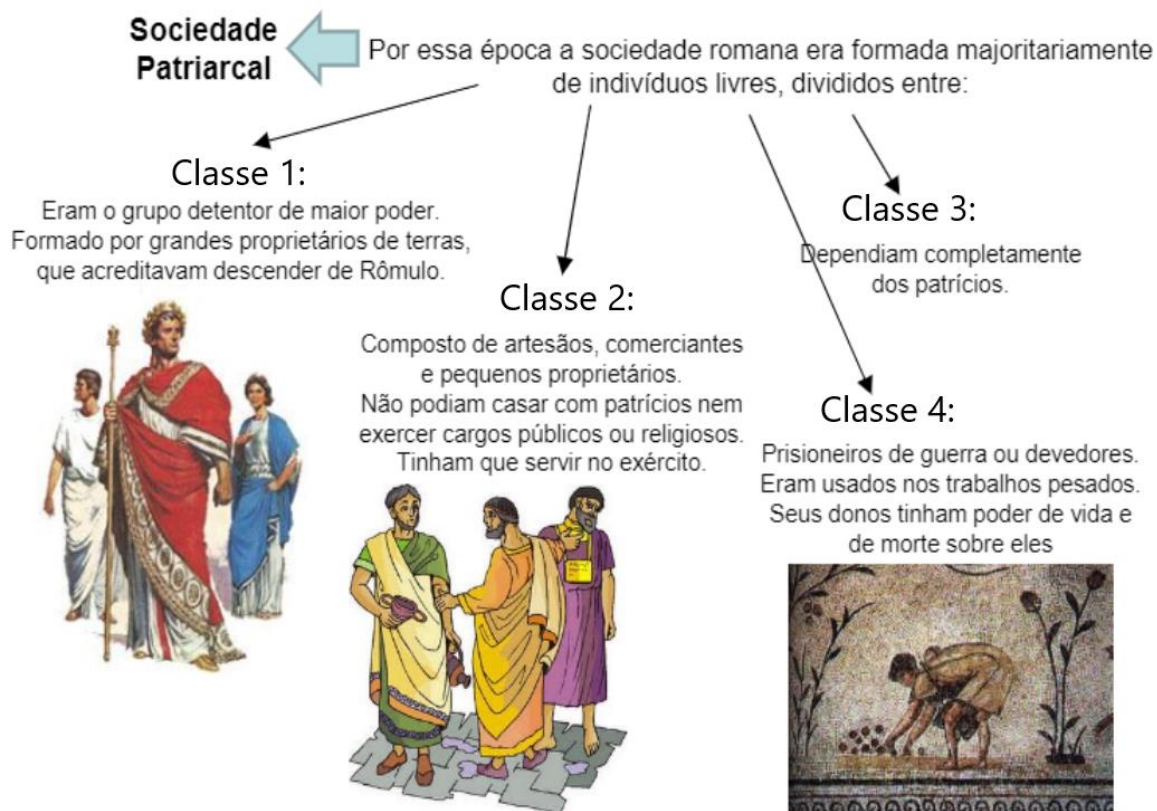 Sociedade
Patriarcal
Por essa época a sociedade romana era formada majoritariamente
de indivíduos livres, divididos entre:
Classe 1:
Eram o grupo detentor de maior poder.
Formado por grandes proprietários de terras,
que acreditavam descender de Rômulo.
Classe 2:
Composto de artesãos, comerciantes
e pequenos proprietários.
Não podiam casar com patrícios nem
exercer cargos públicos ou religiosos.
Tinham que servir no exército.
Classe 3:
Dependiam completamente
dos patrícios.
Classe 4:
Prisioneiros de guerra ou devedores.
Eram usados nos trabalhos pesados.
Seus donos tinham poder de vida e
de morte sobre eles